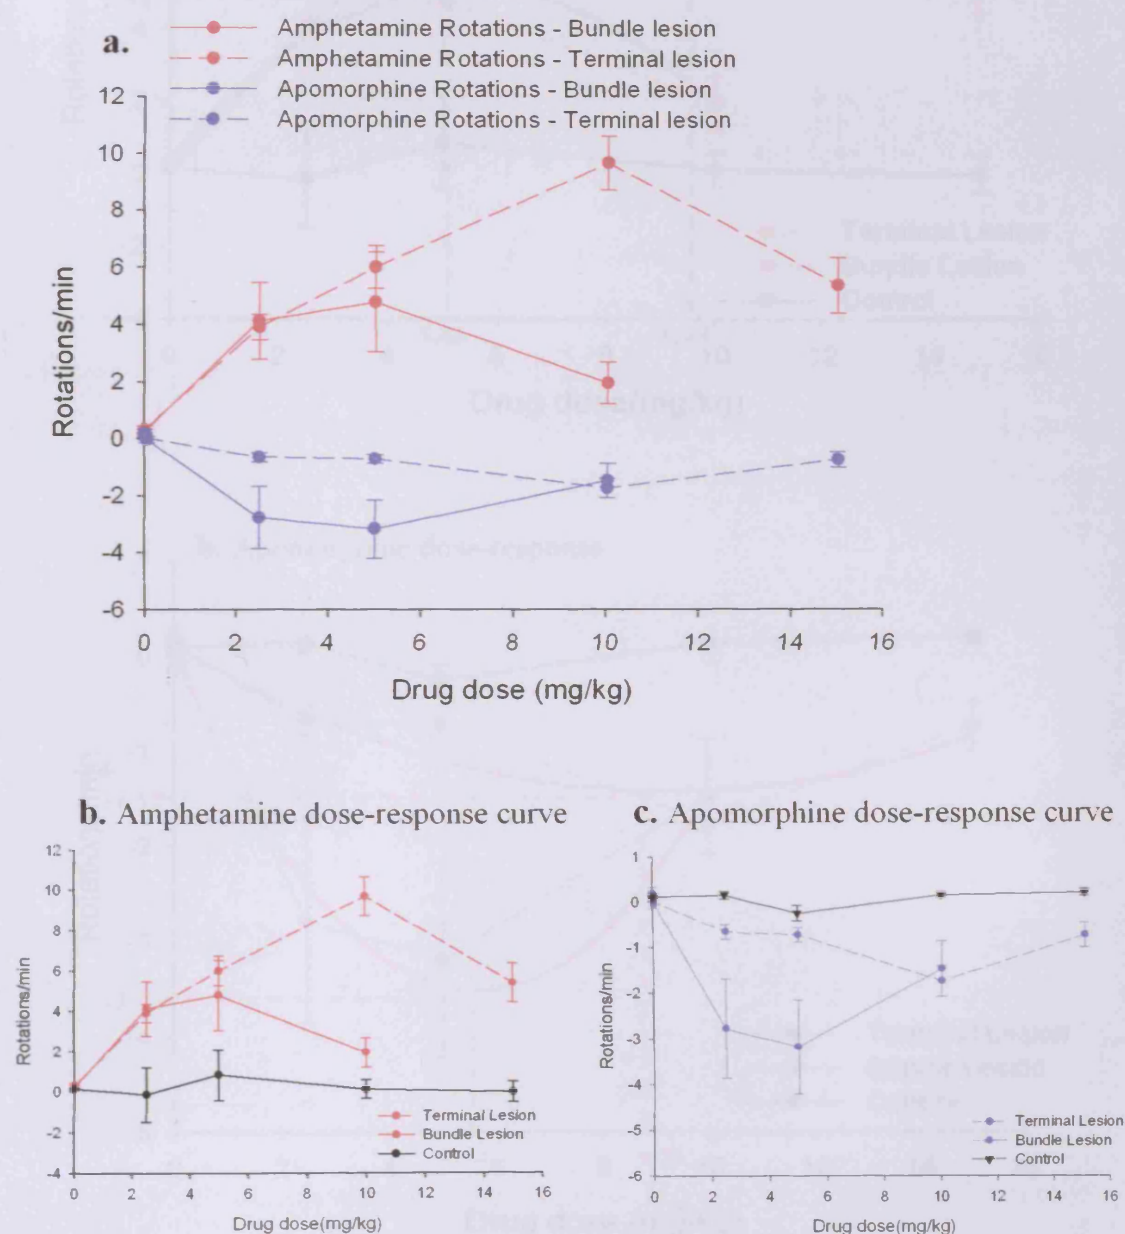 a.
Amphetamine Rotations - Bundle lesion
Amphetamine Rotations - Terminal lesion
Apomorphine Rotations - Bundle lesion
Apomorphine Rotations - Terminal lesion
12
10
8
6
4
2
0
-2
-4
-6
Rotations/min
0 2 4 6 8 10 12 14 16
Drug dose (mg/kg)
b. Amphetamine dose-response curve
12
10
8
6
4
2
0
-2
-4
Rotations/min
Terminal Lesion
Bundle Lesion
Control
0 2 4 6 8 10 12 14 16
Drug dose(mg/kg)
c. Apomorphine dose-response curve
1
0
-1
-2
-3
-4
-5
-6
Rotations/min
Terminal Lesion
Bundle Lesion
Control
0 2 4 6 8 10 12 14 16
Drug dose(mg/kg)